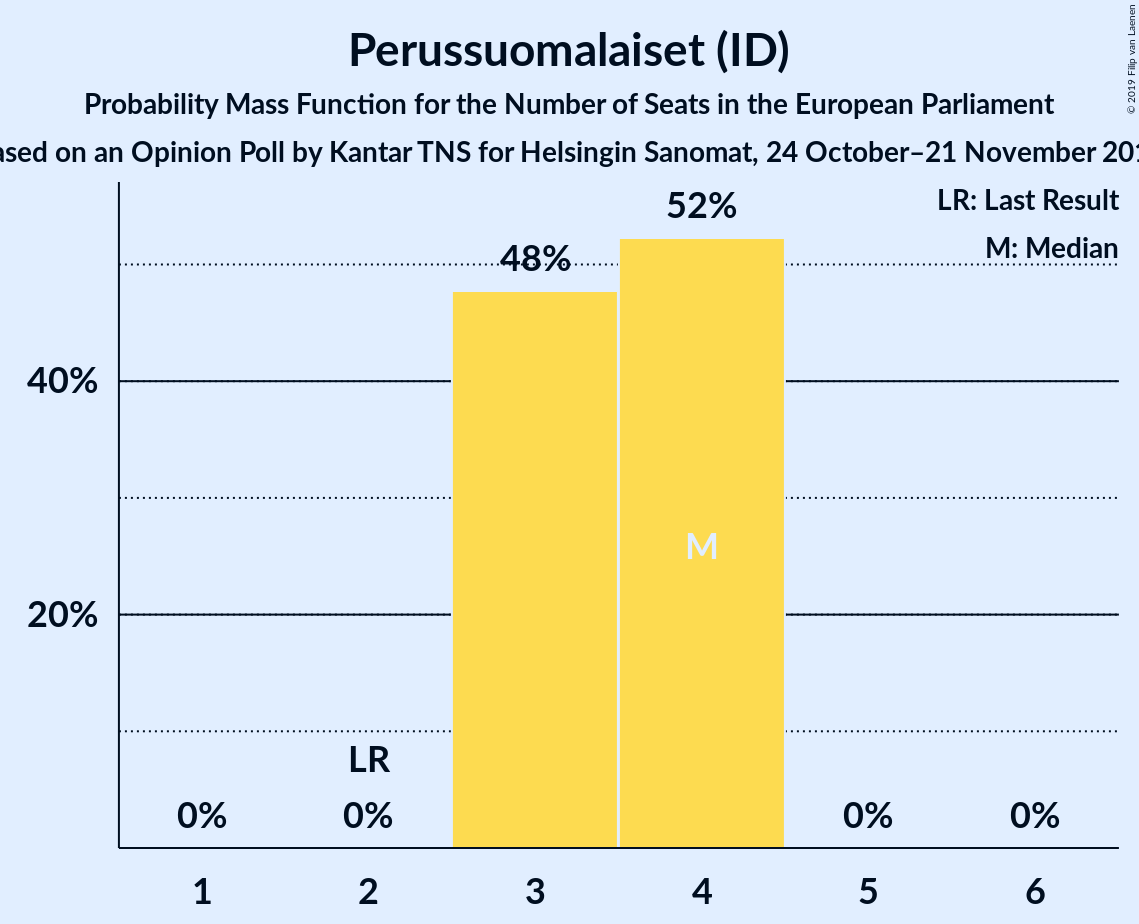 Perussuomalaiset (ID)
Probability Mass Function for the Number of Seats in the European Parliament
on an Opinion Poll by Kantar TNS for Helsingin Sanomat, 24 October–21 November
LR: Last Result
M: Median
52%
48%
40%
M
20%
LR
0% 0% 0% 0%
1 2 3 4 5 6
© 2019 Filip van Laenen